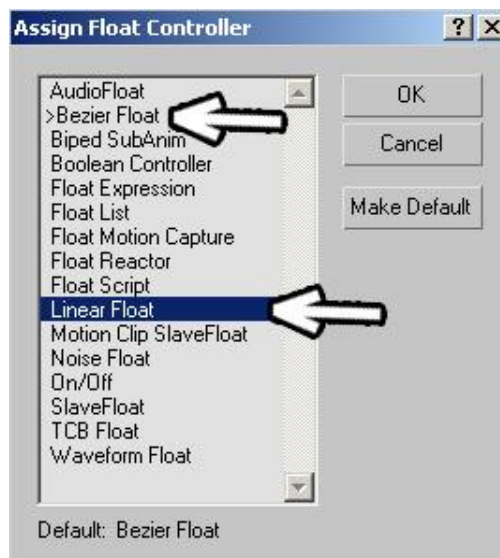 Assign Float Controller
AudioFloat
>Bezier Float
Biped SubAnim
Boolean Controller
Float Expression
Float List
Float Motion Capture
Float Reactor
Float Script
Linear Float
Motion Clip SlaveFloat
Noise Float
On/Off
SlaveFloat
TCB Float
Waveform Float
OK
Cancel
Make Default
Default: Bezier Float